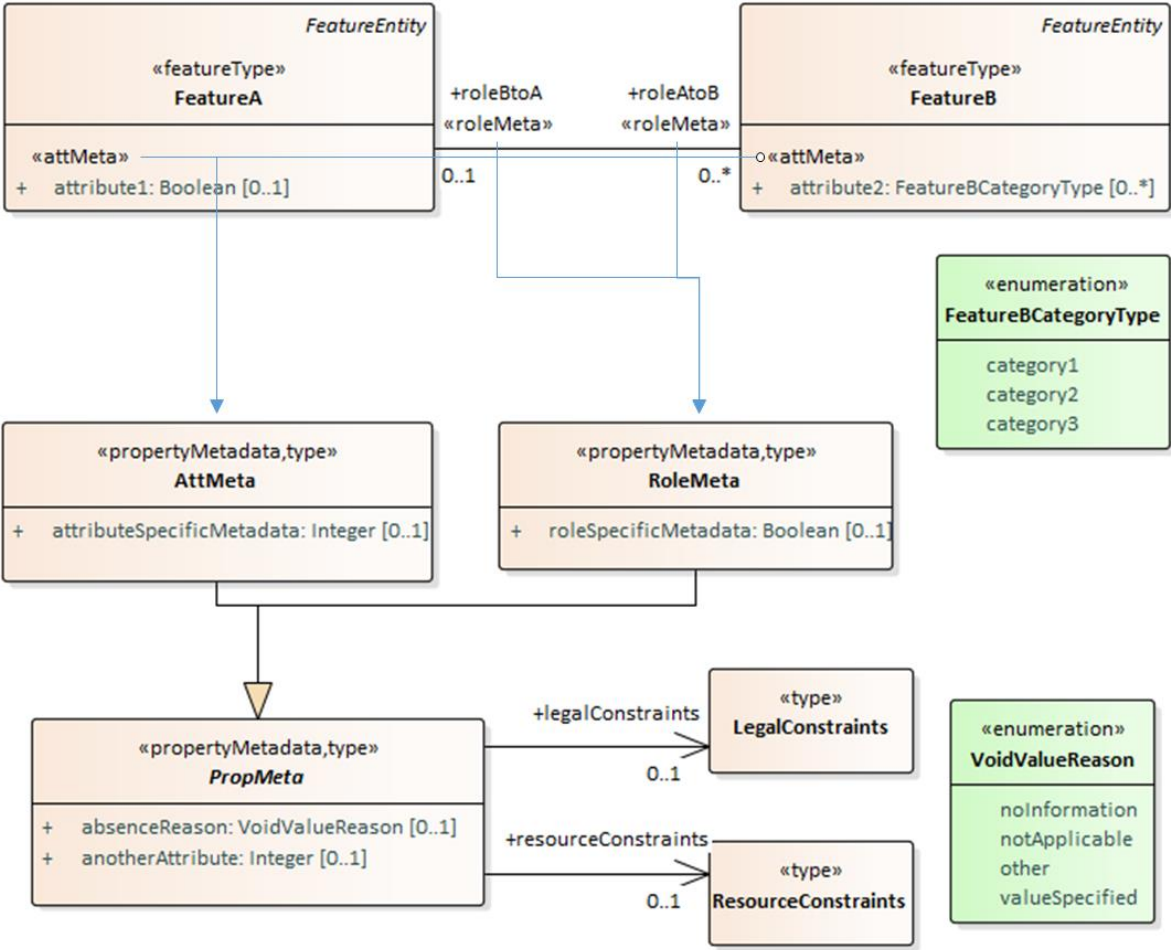 FeatureEntity
«featureType»
FeatureA
«attMeta»
+ attribute1: Boolean [0..1]
+roleBtoA
«roleMeta»
0..1
+roleAtoB
«roleMeta»
0..*
FeatureEntity
«featureType»
FeatureB
«attMeta»
+ attribute2: FeatureBCategoryType [0..*]
«enumeration»
FeatureBCategoryType
category1
category2
category3
«propertyMetadata,type»
AttMeta
+ attributeSpecificMetadata: Integer [0..1]
«propertyMetadata,type»
RoleMeta
+ roleSpecificMetadata: Boolean [0..1]
«propertyMetadata,type»
PropMeta
+ absenceReason: VoidValueReason [0..1]
+ anotherAttribute: Integer [0..1]
+legalConstraints
0..1
«type»
LegalConstraints
+resourceConstraints
0..1
«type»
ResourceConstraints
«enumeration»
VoidValueReason
noInformation
notApplicable
other
valueSpecified